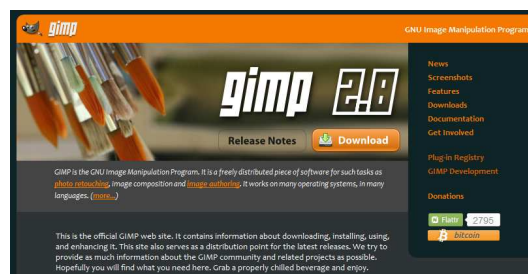 gimp
GNU Image Manipulation Program
gimp 2.8
Release Notes
Download
GIMP is the GNU Image Manipulation Program. It is a freely distributed piece of software for such tasks as
photo retouching, image composition and image authoring. It works on many operating systems, in many
languages. (more...)
This is the official GIMP web site. It contains information about downloading, installing, using,
and enhancing it. This site also serves as a distribution point for the latest releases. We try to
provide as much information about the GIMP community and related projects as possible.
Hopefully you will find what you need here. Grab a properly chilled beverage and enjoy.
News
Screenshots
Features
Downloads
Documentation
Get Involved
Plug-in Registry
GIMP Development
Donations
Flattr 2795
bitcoin